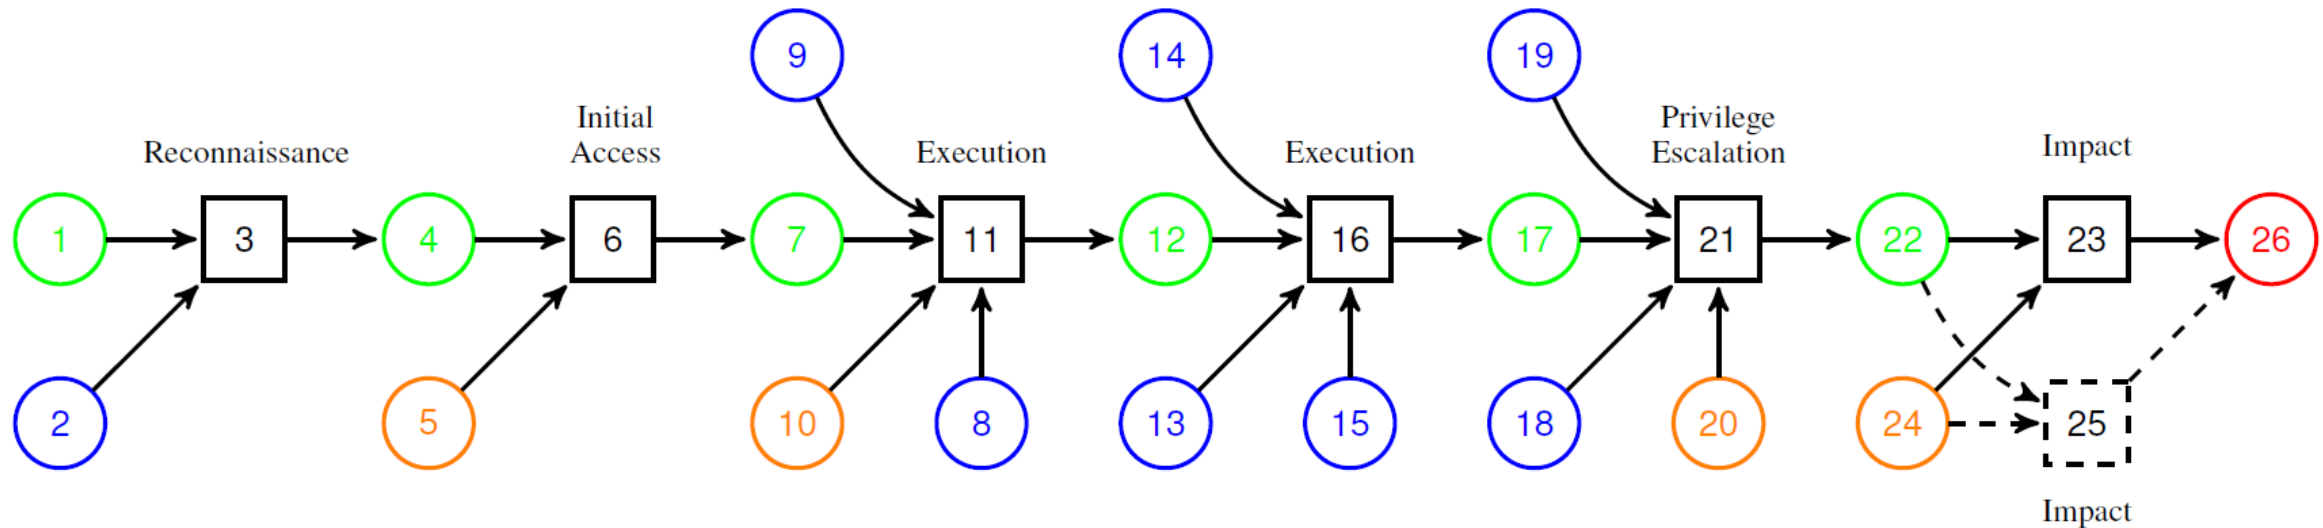 9
14
19
Initial
Access
Privilege
Escalation
Reconnaissance
Execution
Execution
Impact
1
3
4
6
7
11
12
16
17
21
22
23
26
2
5
10
8
13
15
18
20
24
25
Impact